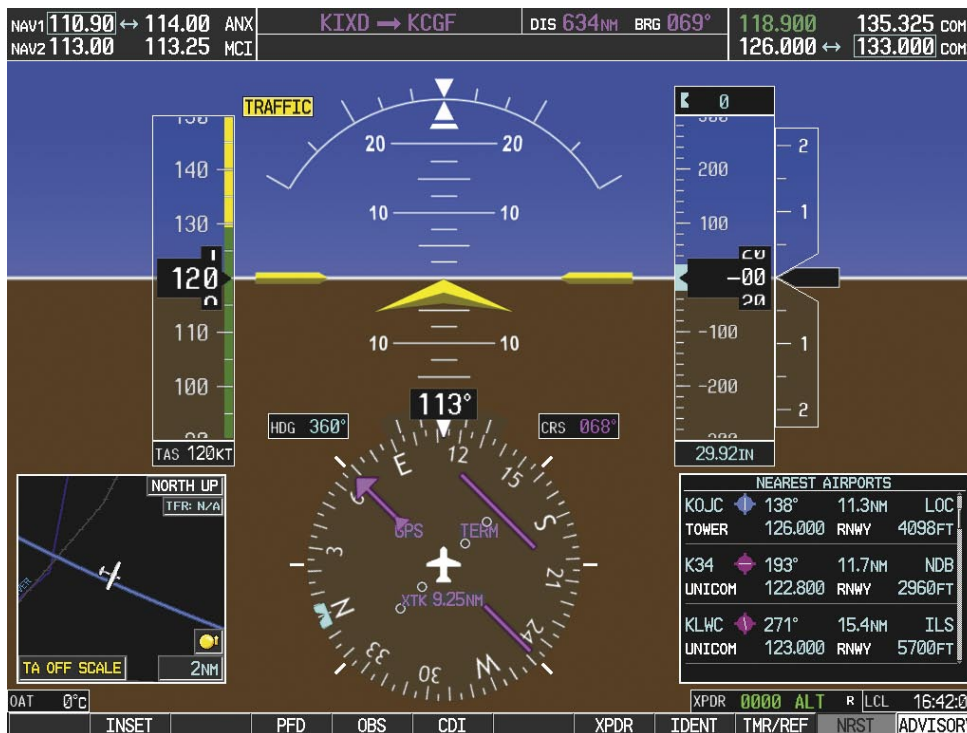 NAV1 110.90 ↔ 114.00 ANX KIXD → KCGF DIS 634NM BRG 069° 118.900 135.325 COM
NAV2 113.00 113.25 MCI 126.000 ↔ 133.000 COM
TRAFFIC
0
140
130
120
110
100
TAS 120KT
20 20
10 10
10 10
200
100
-00
20
-100
-200
29.92IN
2
1
1
2
113°
HDG 360°
CRS 068°
N 3 6 E 12 15 S 21 24 W 30 33
GPS TERM
XTK 9.25NM
NORTH UP
TFR: N/A
TA OFF SCALE
2NM
NEAREST AIRPORTS
KOJC 138° 11.3NM LOC
TOWER 126.000 RNWY 4098FT
K34 193° 11.7NM NDB
UNICOM 122.800 RNWY 2960FT
KLWC 271° 15.4NM ILS
UNICOM 123.000 RNWY 5700FT
OAT 0°C
XPDR 0000 ALT R LCL 16:42:0
INSET PFD OBS CDI XPDR IDENT TMR/REF NRST ADVISORY